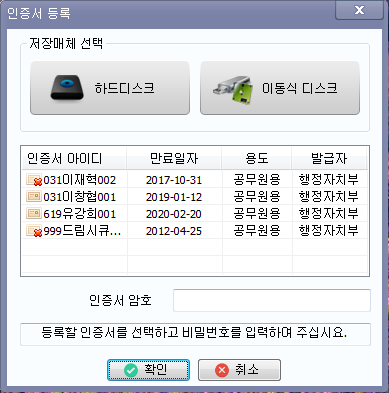 인증서 등록
저장매체 선택
하드디스크 이동식 디스크
인증서 아이디 만료일자 용도 발급자
031이재혁002 2017-10-31 공무원용 행정자치부
031이창협001 2019-01-12 공무원용 행정자치부
619유강희001 2020-02-20 공무원용 행정자치부
999드림시큐... 2012-04-25 공무원용 행정자치부
인증서 암호
등록할 인증서를 선택하고 비밀번호를 입력하며 주십시요.
확인 취소